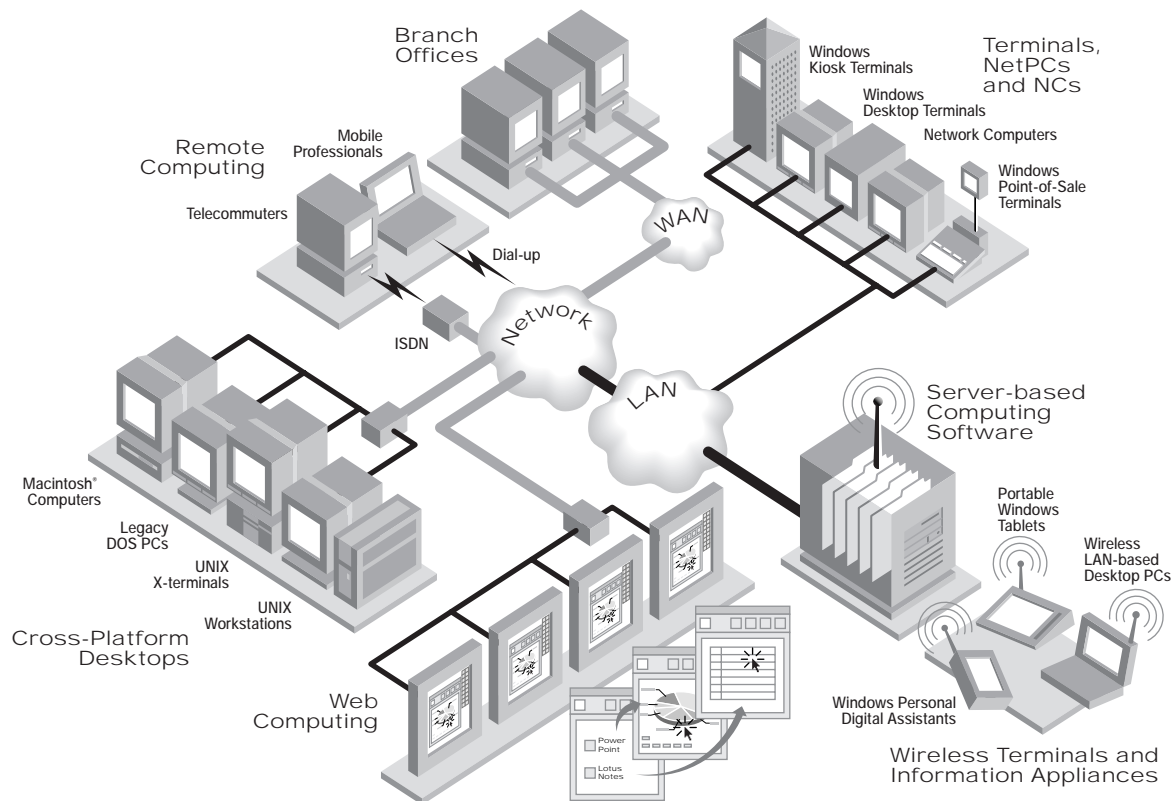 Branch
Offices
Windows
Kiosk Terminals
Terminals,
NetPCs
and NCs
Windows
Desktop Terminals
Network Computers
Windows
Point-of-Sale
Terminals
Remote
Computing
Mobile
Professionals
Telecommuters
Dial-up
WAN
ISDN
Network
LAN
Server-based
Computing
Software
Macintosh®
Computers
Legacy
DOS PCs
UNIX
X-terminals
UNIX
Workstations
Cross-Platform
Desktops
Portable
Windows
Tablets
Wireless
LAN-based
Desktop PCs
Web
Computing
Power
Point
Lotus
Notes
Windows Personal
Digital Assistants
Wireless Terminals and
Information Appliances